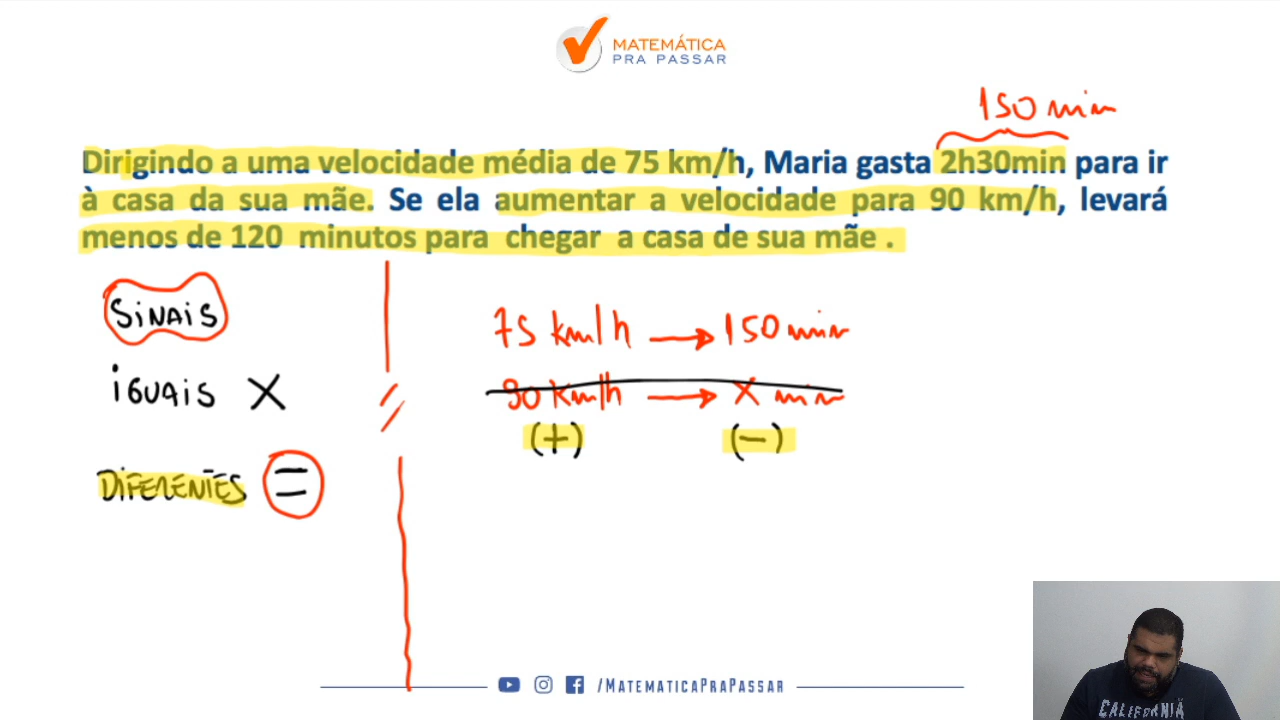 MATEMÁTICA
PRA PASSAR
150 min
Dirigindo a uma velocidade média de 75 km/h, Maria gasta 2h30min para ir
à casa da sua mãe. Se ela aumentar a velocidade para 90 km/h, levará
menos de 120 minutos para chegar a casa de sua mãe .
SiNAiS
iGUAiS X
DiFERENTES =
75 km/h → 150 min
90 Km/h → X min
(+) (−)
/MATEMATICAPRAPASSAR
CALIFORNIA